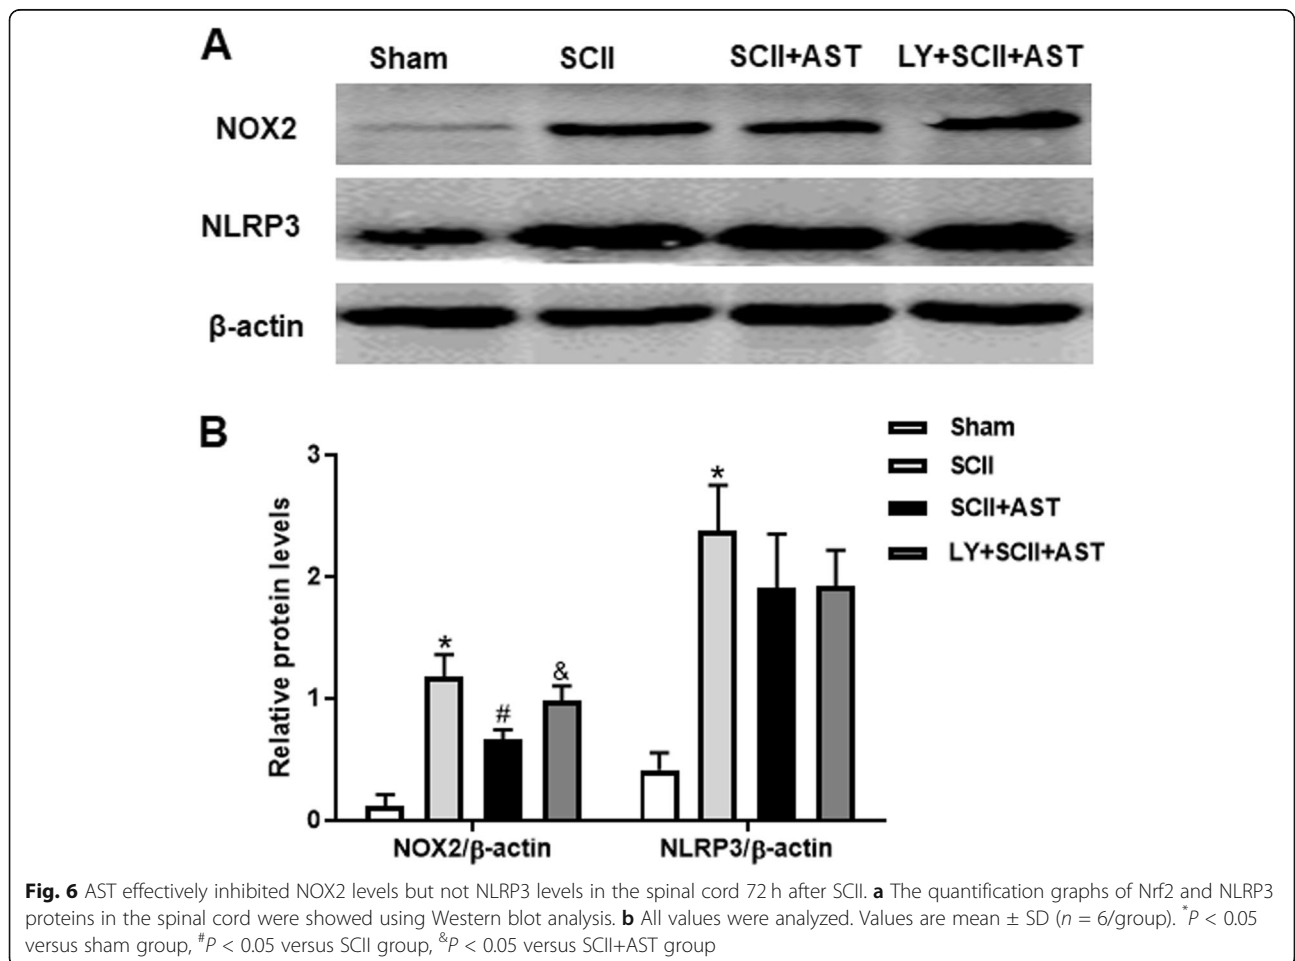 A
Sham SCII SCII+AST LY+SCII+AST
NOX2
NLRP3
β-actin
B
Sham
SCII
SCII+AST
LY+SCII+AST
Relative protein levels
3
2
1
0
*
#
&
*
NOX2/β-actin NLRP3/β-actin
Fig. 6 AST effectively inhibited NOX2 levels but not NLRP3 levels in the spinal cord 72 h after SCII. a The quantification graphs of Nrf2 and NLRP3
proteins in the spinal cord were showed using Western blot analysis. b All values were analyzed. Values are mean ± SD (n = 6/group). *P < 0.05
versus sham group, #P < 0.05 versus SCII group, &P < 0.05 versus SCII+AST group